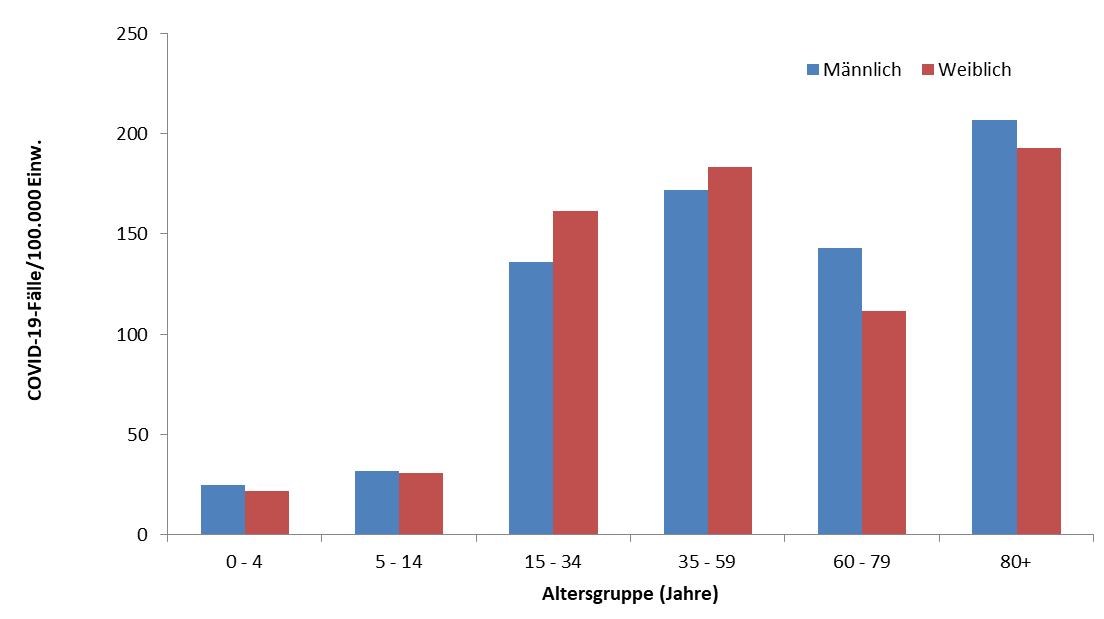 250
Männlich Weiblich
200
150
100
50
0
COVID-19-Fälle/100.000 Einw.
0 - 4 5 - 14 15 - 34 35 - 59 60 - 79 80+
Altersgruppe (Jahre)